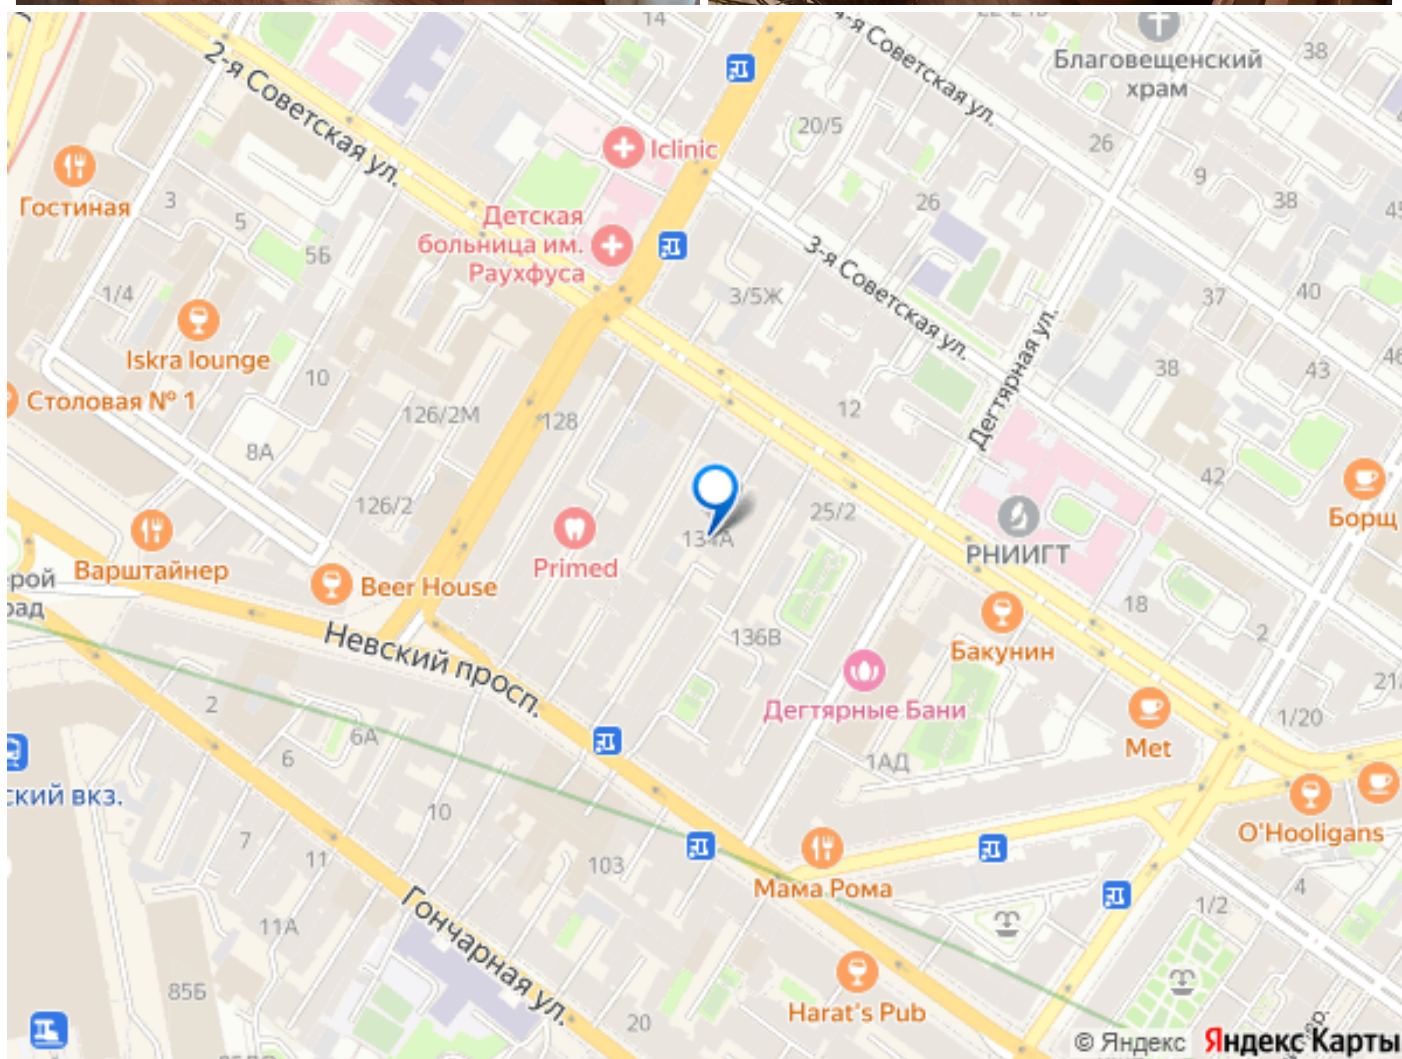 14
38
4-я Советская ул.
Благовещенский
храм
2-я Советская ул.
20/5
26
Iclinic
9
38
Гостиная
3
5
5Б
Детская
больница им.
Раухфуса
26
3-я Советская ул.
1/4
3/5Ж
37
40
Iskra lounge
10
Столовая № 1
126/2М
128
12
Дегтярная ул.
38
43
46
8А
126/2
42
25/2
Борщ
Варштайнер
Primed
РНИИГТ
Beer House
Невский просп.
136В
18
2
Бакунин
Дегтярные Бани
2
6А
6
1АД
Met
1/20
ский вкз.
10
7
11
103
Мама Рома
O'Hooligans
4
1/2
Гончарная ул.
11А
85Б
20
Harat's Pub
© Яндекс Яндекс Карты